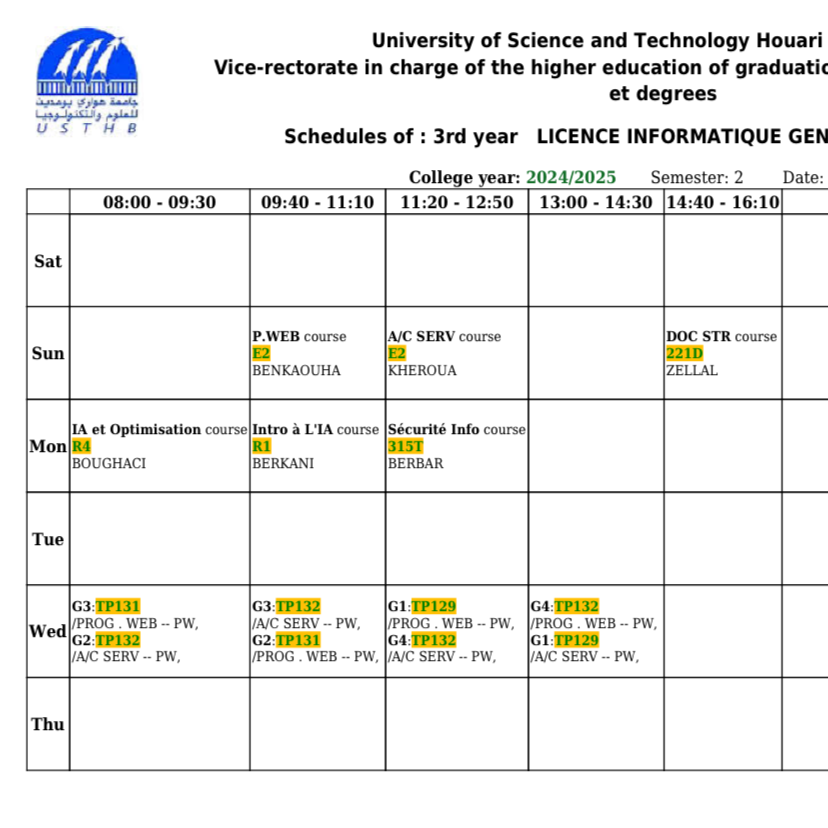 University of Science and Technology Houari
Vice-rectorate in charge of the higher education of graduatio
et degrees
جامعة هواري بومدين
للعلوم والتكنولوجيا
U S T H B
Schedules of : 3rd year LICENCE INFORMATIQUE GEN
College year: 2024/2025 Semester: 2 Date:
08:00 - 09:30 09:40 - 11:10 11:20 - 12:50 13:00 - 14:30 14:40 - 16:10
Sat
Sun
P.WEB course
E2
BENKAOUHA
A/C SERV course
E2
KHEROUA
DOC STR course
221D
ZELLAL
Mon
IA et Optimisation course
R4
BOUGHACI
Intro à L'IA course
R1
BERKANI
Sécurité Info course
315T
BERBAR
Tue
Wed
G3:TP131
/PROG . WEB -- PW,
G2:TP132
/A/C SERV -- PW,
G3:TP132
/A/C SERV -- PW,
G2:TP131
/PROG . WEB -- PW,
G1:TP129
/PROG . WEB -- PW,
G4:TP132
/A/C SERV -- PW,
G4:TP132
/PROG . WEB -- PW,
G1:TP129
/A/C SERV -- PW,
Thu